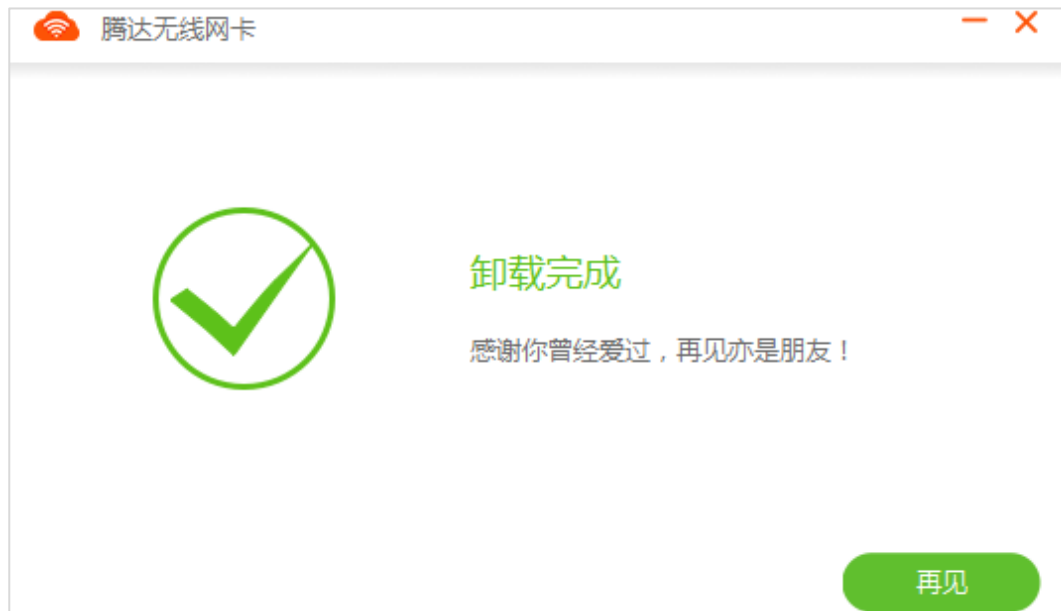 腾达无线网卡
卸载完成
感谢你曾经爱过，再见亦是朋友！
再见